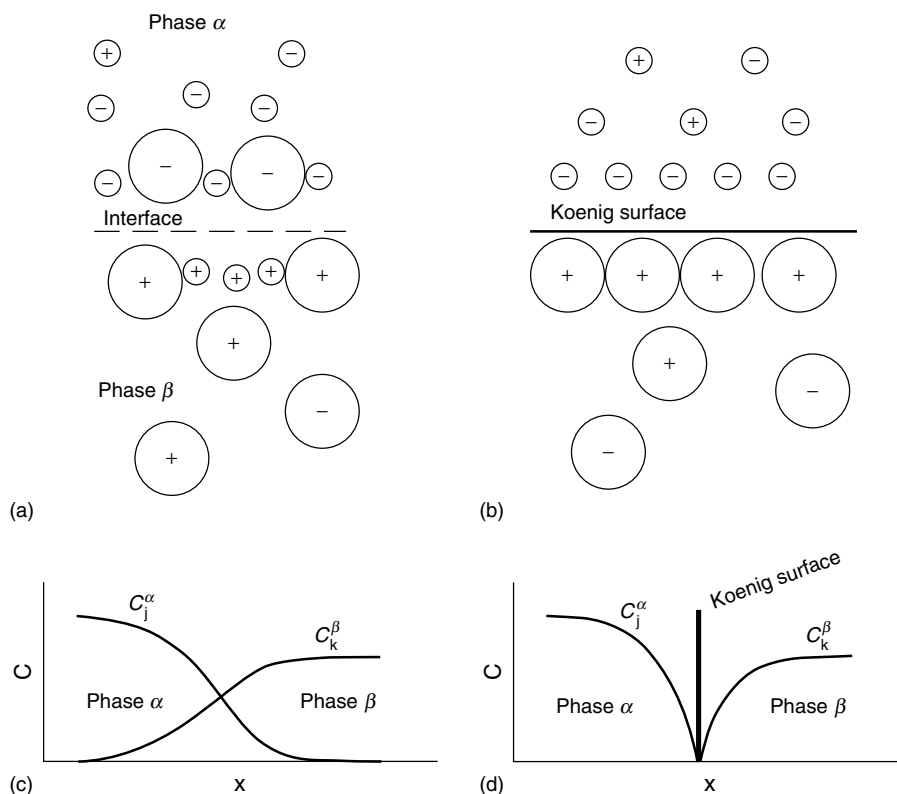 Phase α
+ −
− − −
− −
− − −
Interface
+ + + + +
+
Phase β
−
+
(a)
+ −
− + −
− − − − −
Koenig surface
+ + + +
+ −
−
(b)
C
C_j^α
C_k^β
Phase α
Phase β
(c)
x
C
C_j^α
Koenig surface
C_k^β
Phase α
Phase β
(d)
x